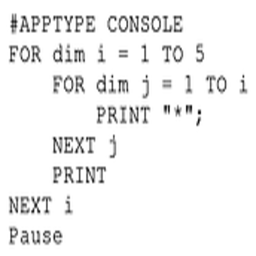 #APPTYPE CONSOLE
FOR dim i = 1 TO 5
    FOR dim j = 1 TO i
        PRINT "*";
    NEXT j
    PRINT
NEXT i
Pause